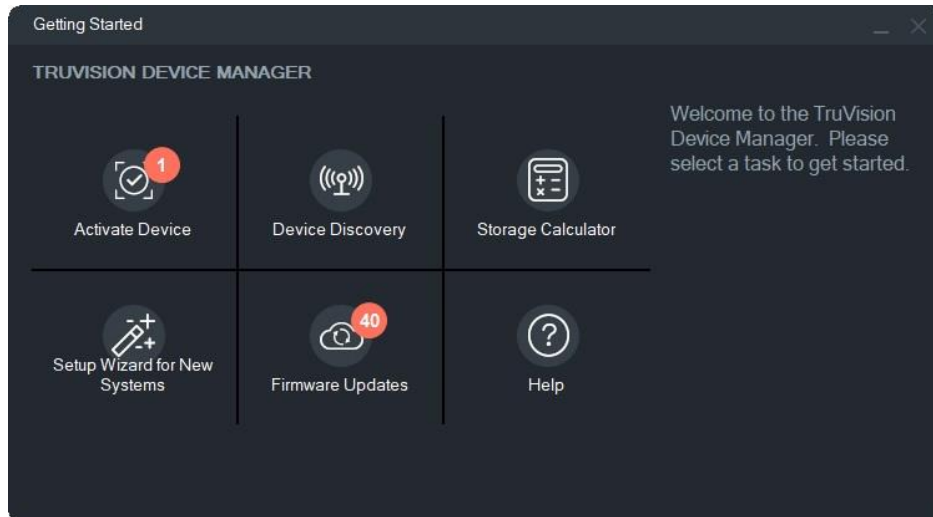 Getting Started
TRUVISION DEVICE MANAGER
Welcome to the TruVision
Device Manager. Please
select a task to get started.
1
Activate Device
Device Discovery
Storage Calculator
Setup Wizard for New
Systems
40
Firmware Updates
Help